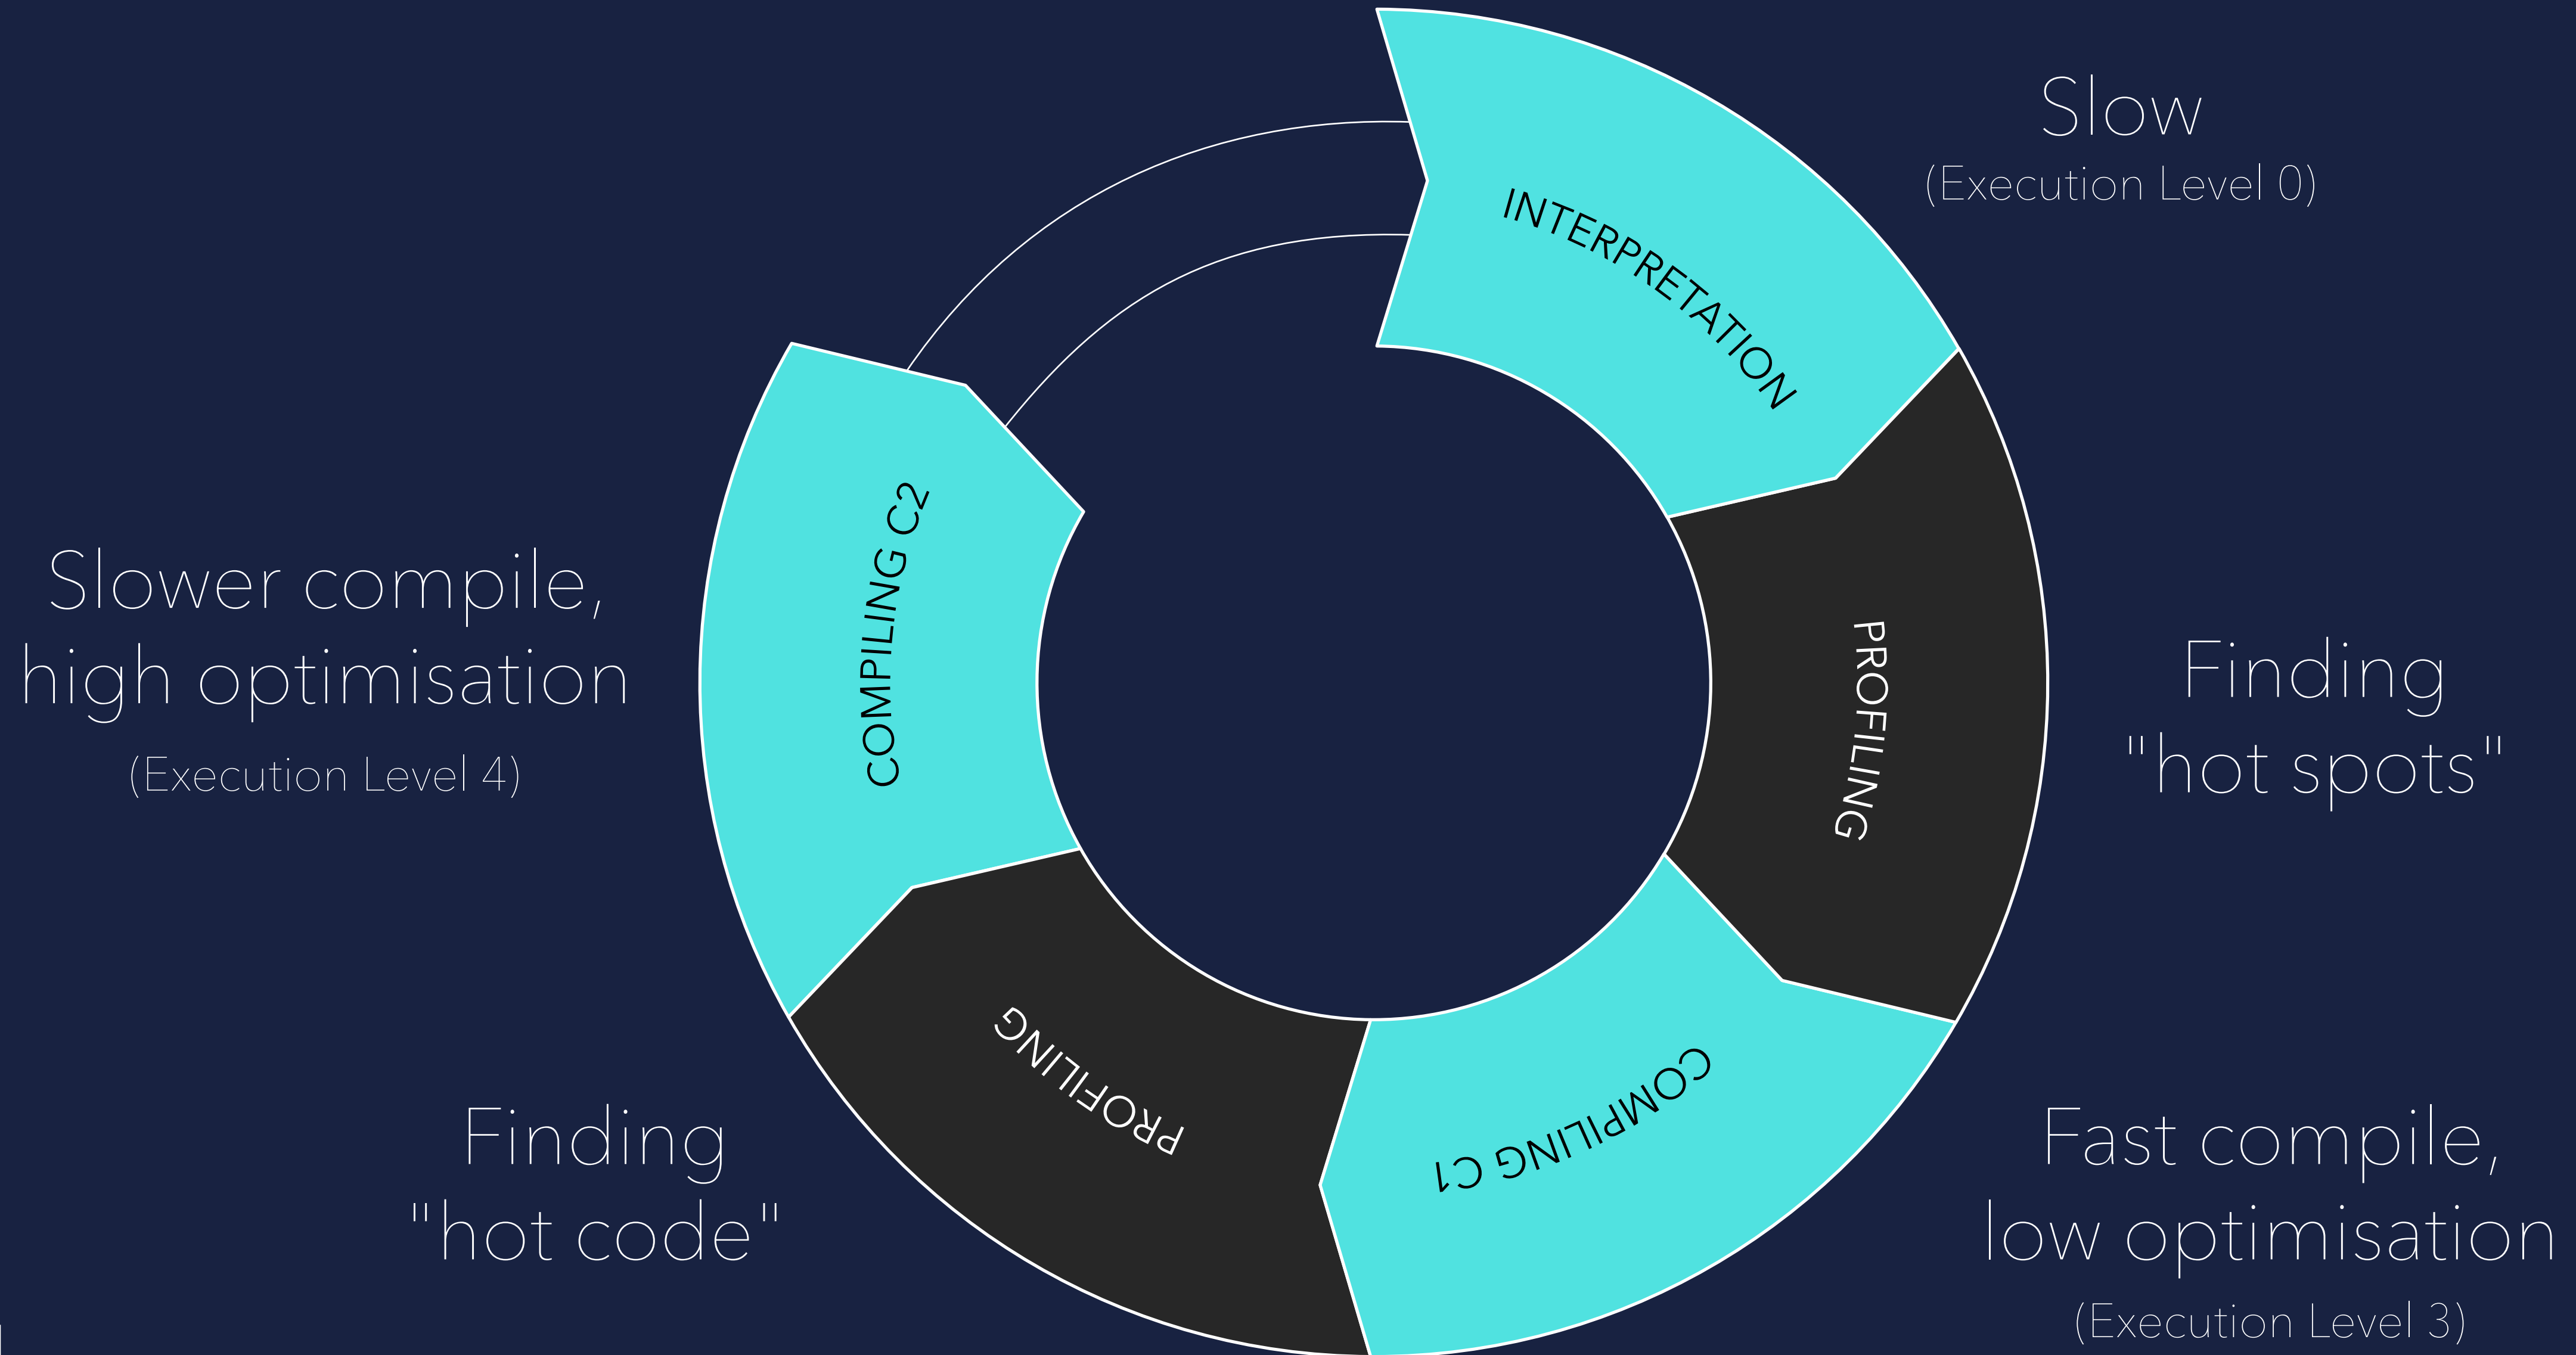 INTERPRETATION
Slow
(Execution Level 0)
PROFILING
Finding
"hot spots"
COMPILING C1
Fast compile,
low optimisation
(Execution Level 3)
PROFILING
Finding
"hot code"
COMPILING C2
Slower compile,
high optimisation
(Execution Level 4)